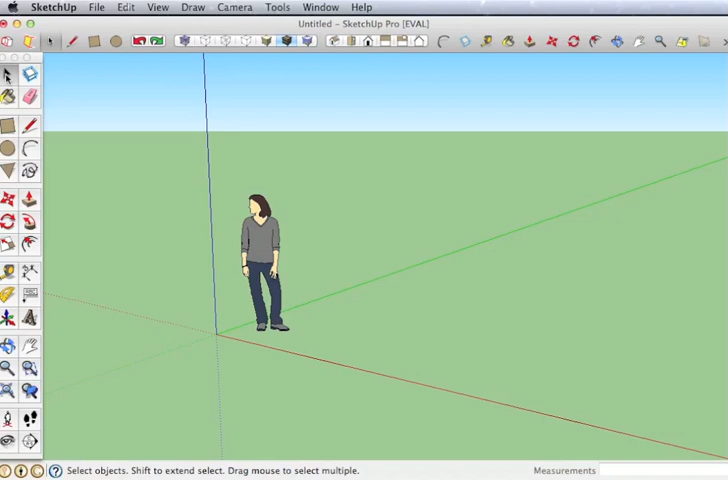 SketchUp File Edit View Draw Camera Tools Window Help
Untitled - SketchUp Pro [EVAL]
Select objects. Shift to extend select. Drag mouse to select multiple.
Measurements